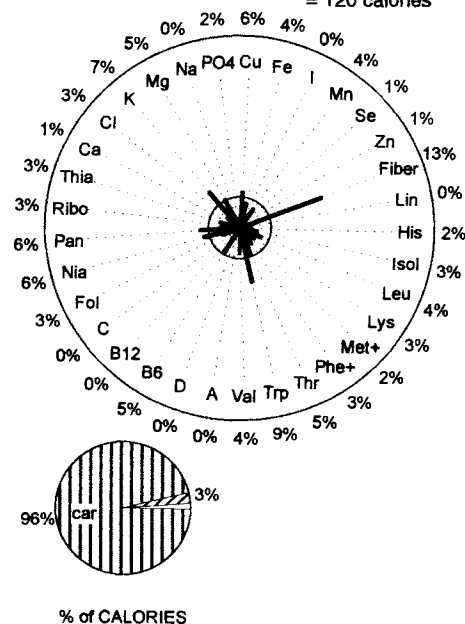 = 120 calories
2%
6%
4%
0%
4%
1%
1%
13%
0%
2%
3%
4%
3%
2%
3%
5%
9%
4%
0%
0%
5%
0%
0%
3%
6%
6%
3%
3%
1%
3%
7%
5%
0%
PO4
Cu
Fe
I
Mn
Se
Zn
Fiber
Lin
His
Isol
Leu
Lys
Met+
Phe+
Thr
Trp
Val
A
D
B6
B12
C
Fol
Nia
Pan
Ribo
Thia
Ca
Cl
K
Mg
Na
3%
car
96%
% of CALORIES